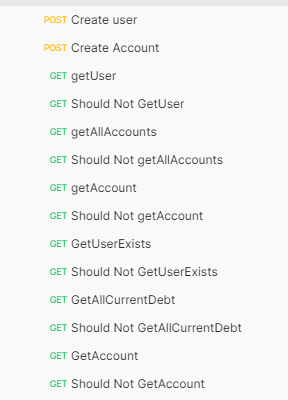 POST Create user
POST Create Account
GET getUser
GET Should Not GetUser
GET getAllAccounts
GET Should Not getAllAccounts
GET getAccount
GET Should Not getAccount
GET GetUserExists
GET Should Not GetUserExists
GET GetAllCurrentDebt
GET Should Not GetAllCurrentDebt
GET GetAccount
GET Should Not GetAccount